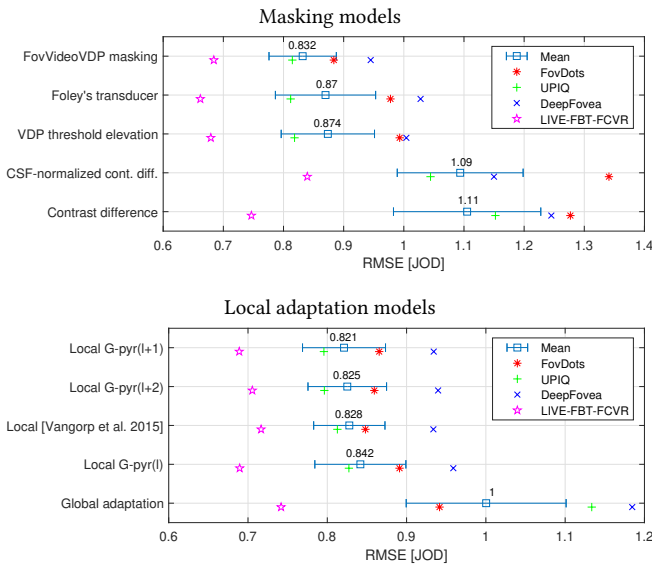 Masking models
FovVideoVDP masking
Foley's transducer
VDP threshold elevation
CSF-normalized cont. diff.
Contrast difference
0.832
0.87
0.874
1.09
1.11
Mean
FovDots
UPIQ
DeepFovea
LIVE-FBT-FCVR
0.6 0.7 0.8 0.9 1 1.1 1.2 1.3 1.4
RMSE [JOD]
Local adaptation models
Local G-pyr(l+1)
Local G-pyr(l+2)
Local [Vangorp et al. 2015]
Local G-pyr(l)
Global adaptation
0.821
0.825
0.828
0.842
1
Mean
FovDots
UPIQ
DeepFovea
LIVE-FBT-FCVR
0.6 0.7 0.8 0.9 1 1.1 1.2
RMSE [JOD]